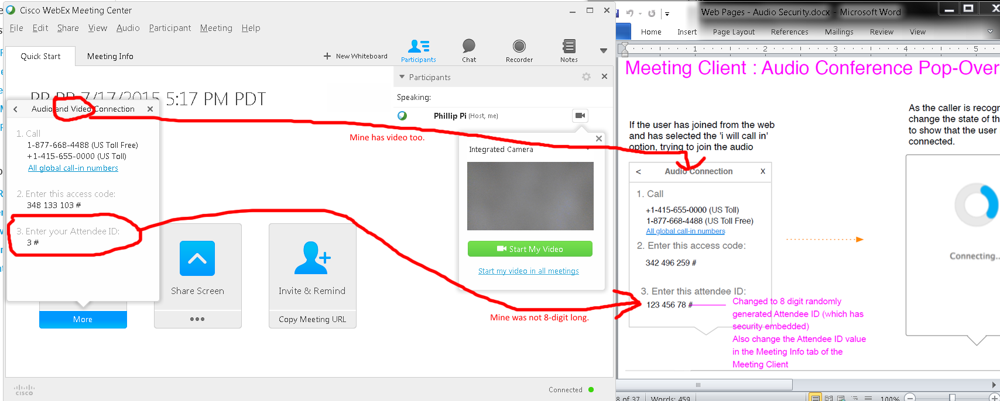 Cisco WebEx Meeting Center
File Edit Share View Audio Participant Meeting Help
Quick Start
Meeting Info
New Whiteboard
Participants
Chat
Recorder
Notes
7/17/2015 5:17 PM PDT
Audio and Video Connection
1. Call
1-877-668-4488 (US Toll Free)
+1-415-655-0000 (US Toll)
All global call-in numbers
2. Enter this access code:
348 133 103 #
3. Enter your Attendee ID:
3 #
More
Share Screen
Invite & Remind
Copy Meeting URL
Participants
Speaking:
Phillip Pi (Host, me)
Mine has video too.
Integrated Camera
Start My Video
Start my video in all meetings
Mine was not 8-digit long.
cisco
Connected
Web Pages - Audio Security.docx - Microsoft Word
Home Insert Page Layout References Mailings Review View
1 2 3 4 5
Meeting Client : Audio Conference Pop-Over
If the user has joined from the web
and has selected the 'i will call in'
option, trying to join the audio
< Audio Connection X
1. Call
+1-415-655-0000 (US Toll)
1-877-668-4488 (US Toll Free)
All global call-in numbers
2. Enter this access code:
342 496 259 #
3. Enter this attendee ID:
123 456 78 #
Changed to 8 digit randomly
generated Attendee ID (which has
security embedded)
Also change the Attendee ID value
in the Meeting Info tab of the
Meeting Client
As the caller is recogn
change the state of th
to show that the user
connected.
Connecting..
8 of 37
Words: 459
100%